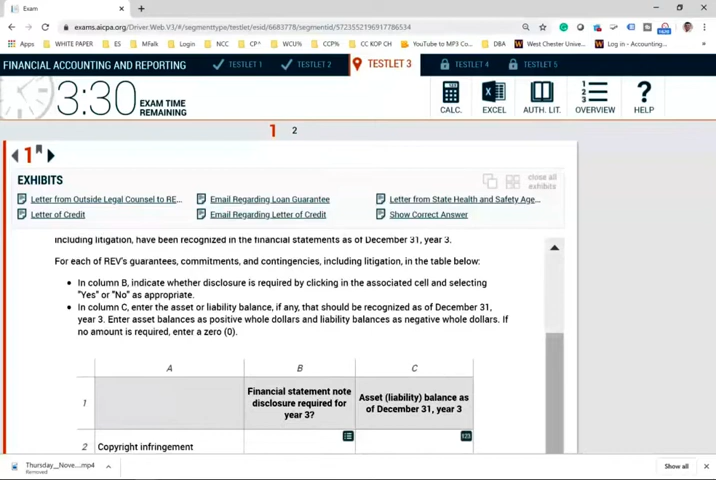 Exam
exams.aicpa.org/Driver.Web.V3/#/segmenttype/testlet/esid/6683778/segmentid/5723552196917786534
Apps WHITE PAPER ES MFalk Login NCC CP⁺ WCU% CCP% CC KOP CH YouTube to MP3 Co... DBA West Chester Unive... Log in - Accounting...
FINANCIAL ACCOUNTING AND REPORTING TESTLET 1 TESTLET 2 TESTLET 3 TESTLET 4 TESTLET 5
3:30 EXAM TIME
REMAINING
CALC. EXCEL AUTH. LIT. OVERVIEW HELP
1 2
1
EXHIBITS
close all
exhibits
Letter from Outside Legal Counsel to RE... Email Regarding Loan Guarantee Letter from State Health and Safety Age...
Letter of Credit Email Regarding Letter of Credit Show Correct Answer
including litigation, have been recognized in the financial statements as of December 31, year 3.
For each of REV's guarantees, commitments, and contingencies, including litigation, in the table below:
• In column B, indicate whether disclosure is required by clicking in the associated cell and selecting
"Yes" or "No" as appropriate.
• In column C, enter the asset or liability balance, if any, that should be recognized as of December 31,
year 3. Enter asset balances as positive whole dollars and liability balances as negative whole dollars. If
no amount is required, enter a zero (0).
A B C
1
Financial statement note
disclosure required for
year 3?
Asset (liability) balance as
of December 31, year 3
123
2 Copyright infringement
Thursday__Nove....mp4
Removed
Show all